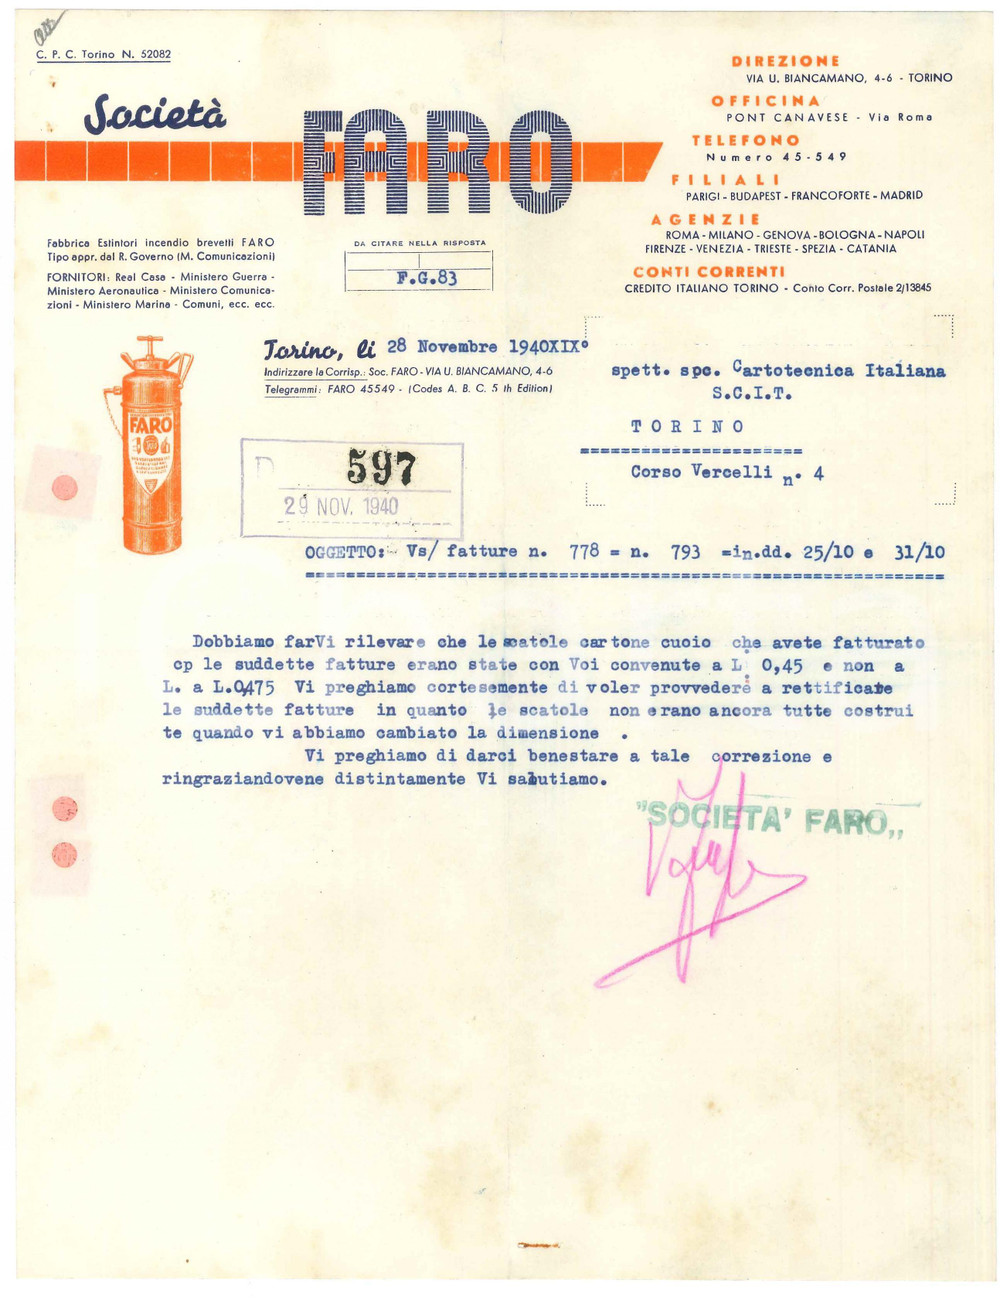 C. P. C. Torino N. 52082
Società
FARO
DIREZIONE
VIA U. BIANCAMANO, 4-6 - TORINO
OFFICINA
PONT CANAVESE - Via Roma
TELEFONO
Numero 45-549
FILIALI
PARIGI - BUDAPEST - FRANCOFORTE - MADRID
AGENZIE
ROMA - MILANO - GENOVA - BOLOGNA - NAPOLI
FIRENZE - VENEZIA - TRIESTE - SPEZIA - CATANIA
CONTI CORRENTI
CREDITO ITALIANO TORINO - Conto Corr. Postale 2/13845
Fabbrica Estintori incendio brevetti FARO
Tipo appr. dal R. Governo (M. Comunicazioni)
FORNITORI: Real Casa - Ministero Guerra -
Ministero Aeronautica - Ministero Comunica-
zioni - Ministero Marina - Comuni, ecc. ecc.
DA CITARE NELLA RISPOSTA
F.G.83
FARO
Torino, li 28 Novembre 1940XIX°
Indirizzare la Corrisp.: Soc. FARO - VIA U. BIANCAMANO, 4-6
Telegrammi: FARO 45549 - (Codes A. B. C. 5 th Edition)
spett. spc. Cartotecnica Italiana
S.C.I.T.
TORINO
======================
Corso Vercelli n. 4
597
29 NOV. 1940
OGGETTO:- Vs/ fatture n. 778 = n. 793 =in.dd. 25/10 e 31/10
==========================================================================
Dobbiamo farVi rilevare che le scatole cartone cuoio che avete fatturato
cp le suddette fatture erano state con Voi convenute a L. 0,45 e non a
L. a L.0,475 Vi preghiamo cortesemente di voler provvedere a rettificate
le suddette fatture in quanto le scatole non erano ancora tutte costrui
te quando vi abbiamo cambiato la dimensione .
Vi preghiamo di darci benestare a tale correzione e
ringraziandovene distintamente Vi salutiamo.
"SOCIETA' FARO„